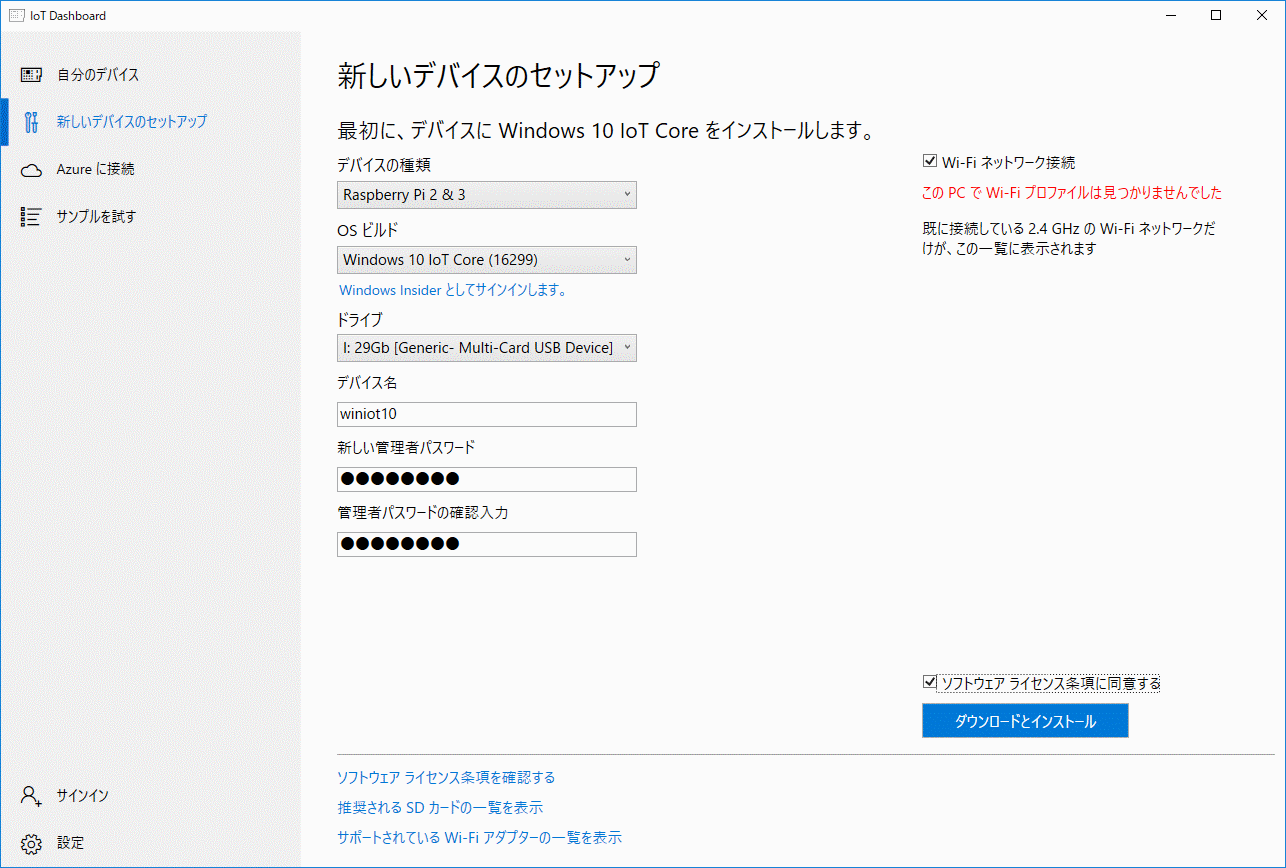 IoT Dashboard
自分のデバイス
新しいデバイスのセットアップ
Azure に接続
サンプルを試す
サインイン
設定
新しいデバイスのセットアップ
最初に、デバイスに Windows 10 IoT Core をインストールします。
デバイスの種類
Raspberry Pi 2 & 3
OS ビルド
Windows 10 IoT Core (16299)
Windows Insider としてサインインします。
ドライブ
I: 29Gb [Generic- Multi-Card USB Device]
デバイス名
winiot10
新しい管理者パスワード
●●●●●●●●
管理者パスワードの確認入力
●●●●●●●●
Wi-Fi ネットワーク接続
この PC で Wi-Fi プロファイルは見つかりませんでした
既に接続している 2.4 GHz の Wi-Fi ネットワークだ
けが、この一覧に表示されます
ソフトウェア ライセンス条項に同意する
ダウンロードとインストール
ソフトウェア ライセンス条項を確認する
推奨される SD カードの一覧を表示
サポートされている Wi-Fi アダプターの一覧を表示